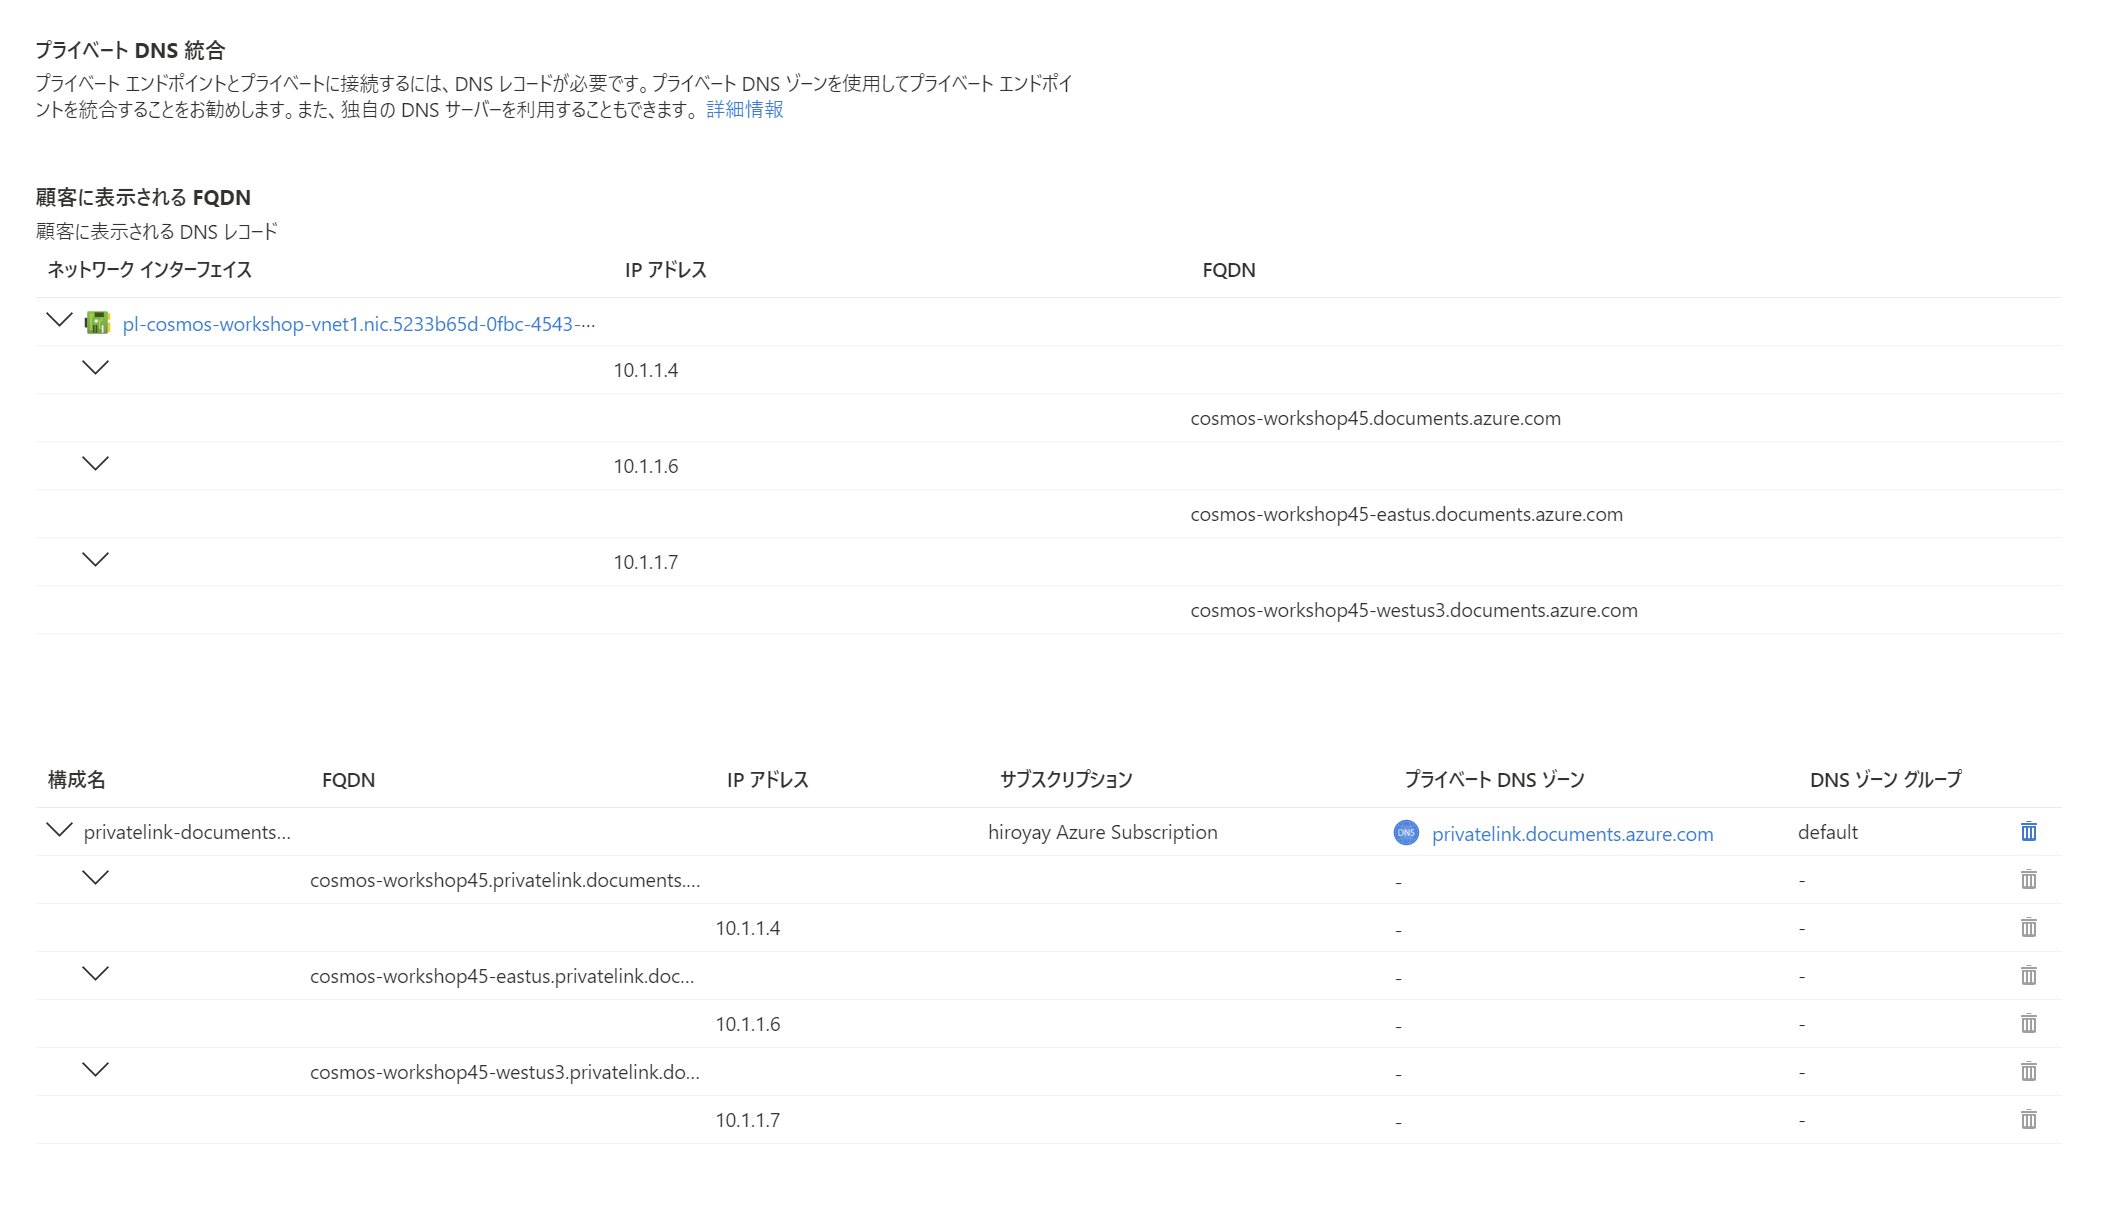 プライベート DNS 統合
プライベート エンドポイントとプライベートに接続するには、DNS レコードが必要です。プライベート DNS ゾーンを使用してプライベート エンドポイ
ントを統合することをお勧めします。また、独自の DNS サーバーを利用することもできます。 詳細情報
顧客に表示される FQDN
顧客に表示される DNS レコード
ネットワーク インターフェイス IP アドレス FQDN
pl-cosmos-workshop-vnet1.nic.5233b65d-0fbc-4543-…
10.1.1.4
cosmos-workshop45.documents.azure.com
10.1.1.6
cosmos-workshop45-eastus.documents.azure.com
10.1.1.7
cosmos-workshop45-westus3.documents.azure.com
構成名 FQDN IP アドレス サブスクリプション プライベート DNS ゾーン DNS ゾーン グループ
privatelink-documents... hiroyay Azure Subscription DNS privatelink.documents.azure.com default
cosmos-workshop45.privatelink.documents.... - -
10.1.1.4 - -
cosmos-workshop45-eastus.privatelink.doc... - -
10.1.1.6 - -
cosmos-workshop45-westus3.privatelink.do... - -
10.1.1.7 - -